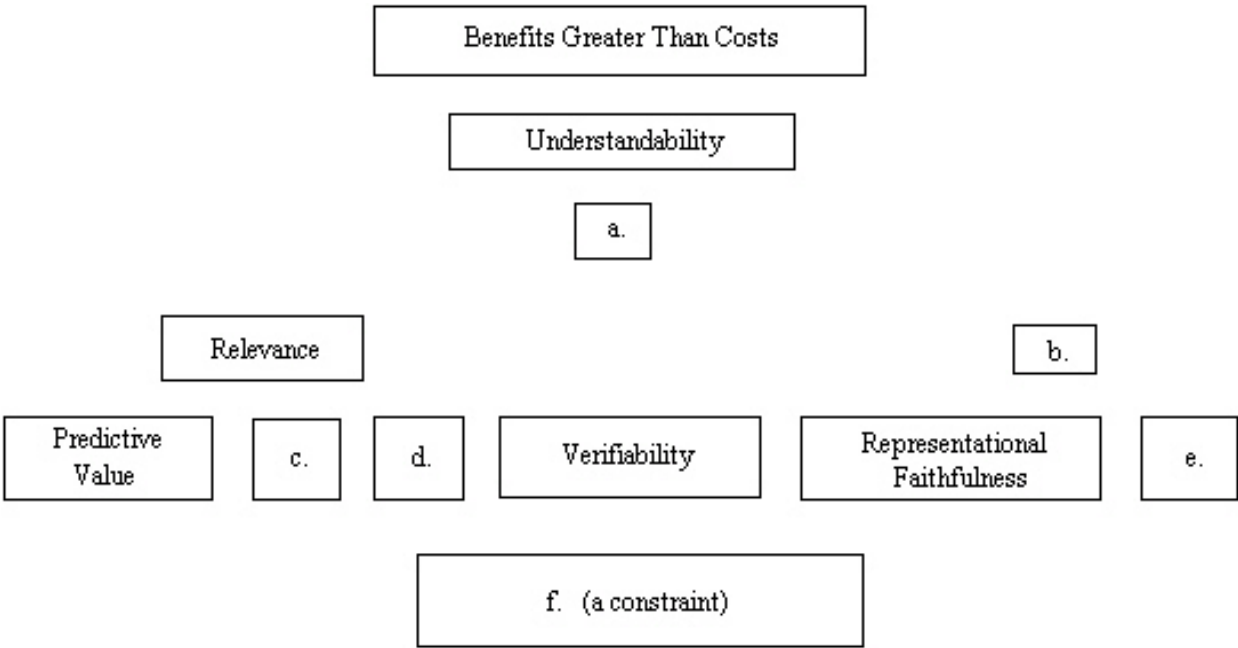 Benefits Greater Than Costs
Understandability
a.
Relevance
b.
Predictive
Value
c.
d.
Verifiability
Representational
Faithfulness
e.
f. (a constraint)